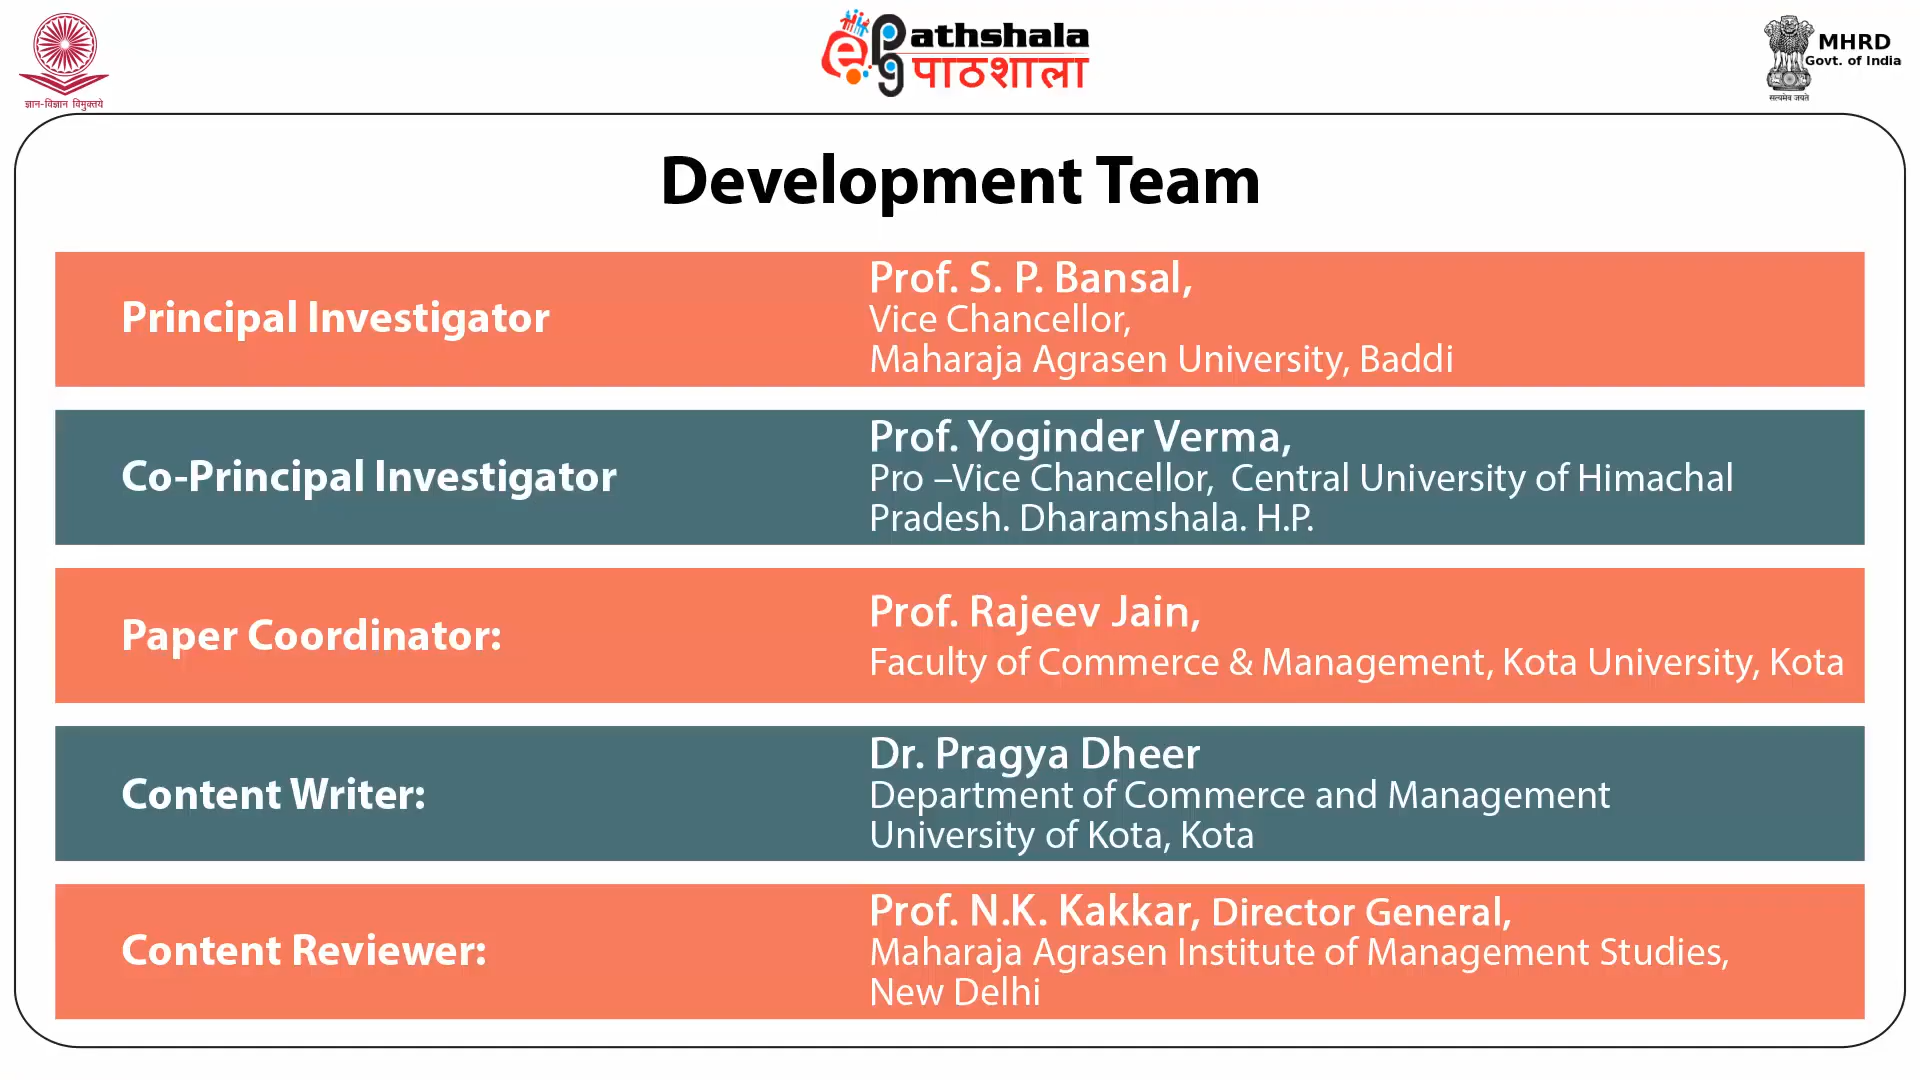 ज्ञान-विज्ञान विमुक्तये
ePathshala
पाठशाला
MHRD
Govt. of India
सत्यमेव जयते
Development Team
Principal Investigator
Prof. S. P. Bansal,
Vice Chancellor,
Maharaja Agrasen University, Baddi
Co-Principal Investigator
Prof. Yoginder Verma,
Pro –Vice Chancellor,  Central University of Himachal
Pradesh. Dharamshala. H.P.
Paper Coordinator:
Prof. Rajeev Jain,
Faculty of Commerce & Management, Kota University, Kota
Content Writer:
Dr. Pragya Dheer
Department of Commerce and Management
University of Kota, Kota
Content Reviewer:
Prof. N.K. Kakkar, Director General,
Maharaja Agrasen Institute of Management Studies,
New Delhi